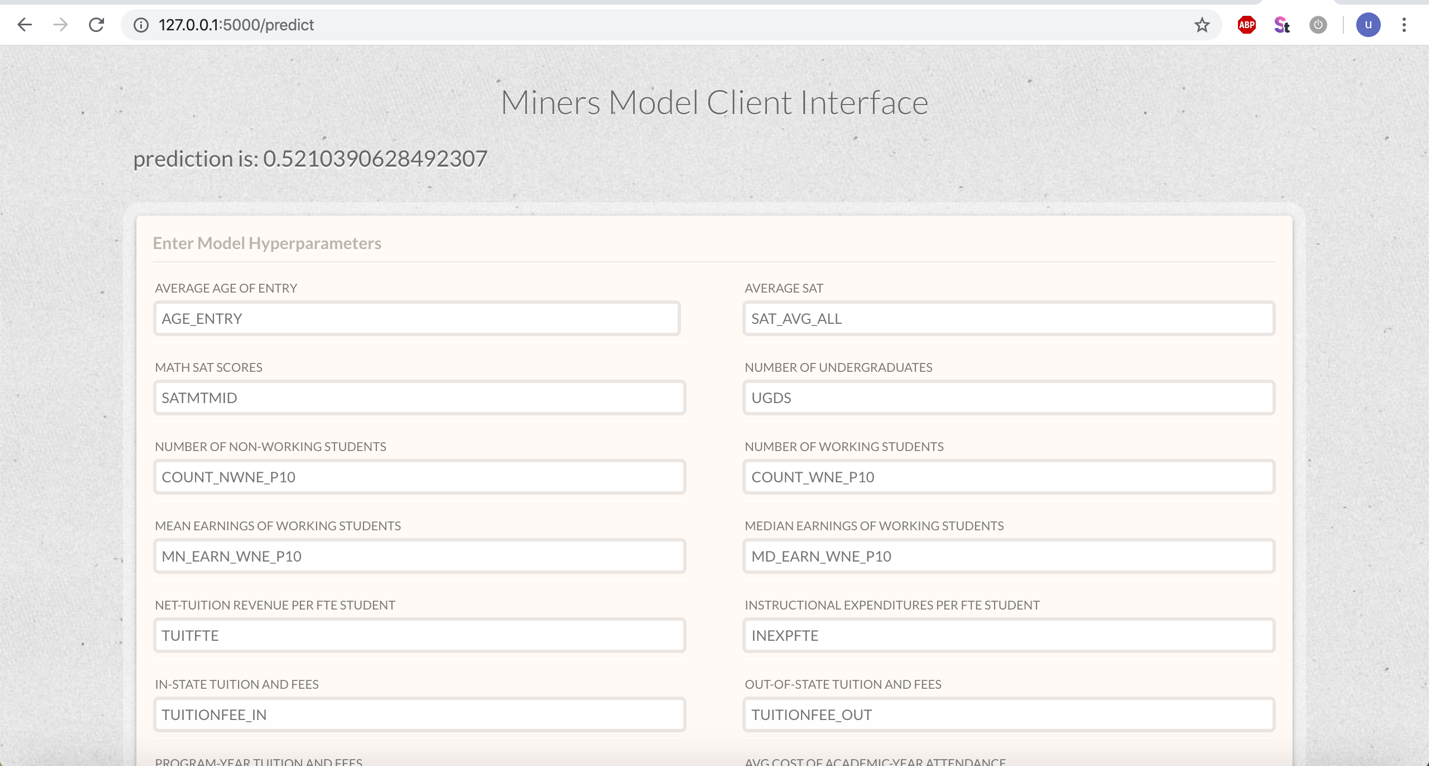 127.0.0.1:5000/predict
ABP
St
u
Miners Model Client Interface
prediction is: 0.5210390628492307
Enter Model Hyperparameters
AVERAGE AGE OF ENTRY
AVERAGE SAT
AGE_ENTRY
SAT_AVG_ALL
MATH SAT SCORES
NUMBER OF UNDERGRADUATES
SATMTMID
UGDS
NUMBER OF NON-WORKING STUDENTS
NUMBER OF WORKING STUDENTS
COUNT_NWNE_P10
COUNT_WNE_P10
MEAN EARNINGS OF WORKING STUDENTS
MEDIAN EARNINGS OF WORKING STUDENTS
MN_EARN_WNE_P10
MD_EARN_WNE_P10
NET-TUITION REVENUE PER FTE STUDENT
INSTRUCTIONAL EXPENDITURES PER FTE STUDENT
TUITFTE
INEXPFTE
IN-STATE TUITION AND FEES
OUT-OF-STATE TUITION AND FEES
TUITIONFEE_IN
TUITIONFEE_OUT
PROGRAM-YEAR TUITION AND FEES
AVG COST OF ACADEMIC-YEAR ATTENDANCE